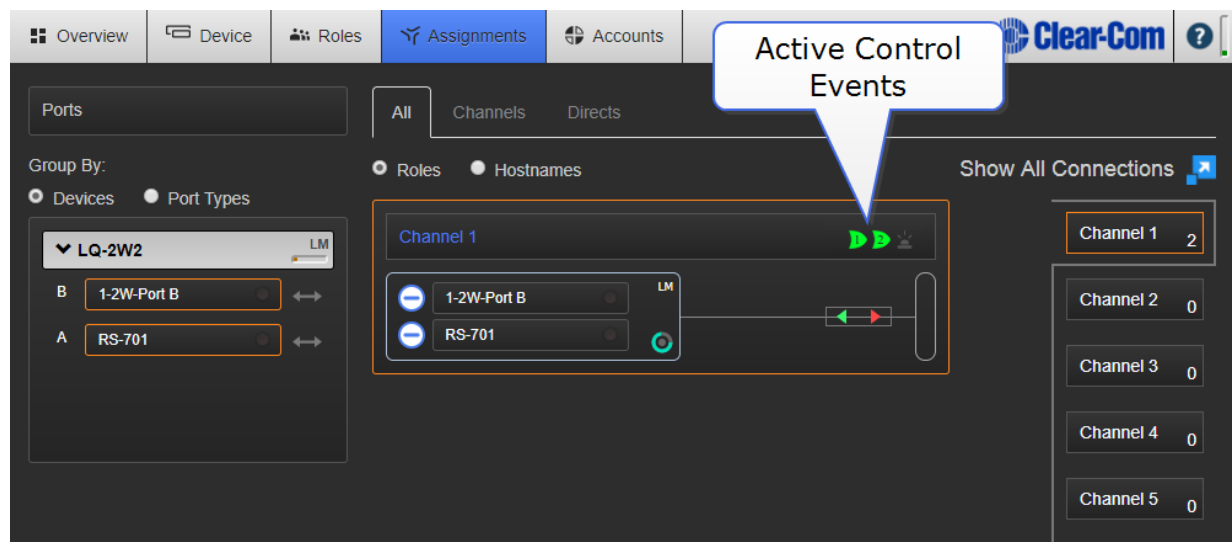 Overview Device Roles Assignments Accounts Clear-Com ?
Active Control
Events
Ports
All Channels Directs
Group By:
Devices Port Types
Roles Hostnames
Show All Connections
LQ-2W2 LM
B 1-2W-Port B
A RS-701
Channel 1 1 2
1-2W-Port B LM
RS-701
Channel 1 2
Channel 2 0
Channel 3 0
Channel 4 0
Channel 5 0